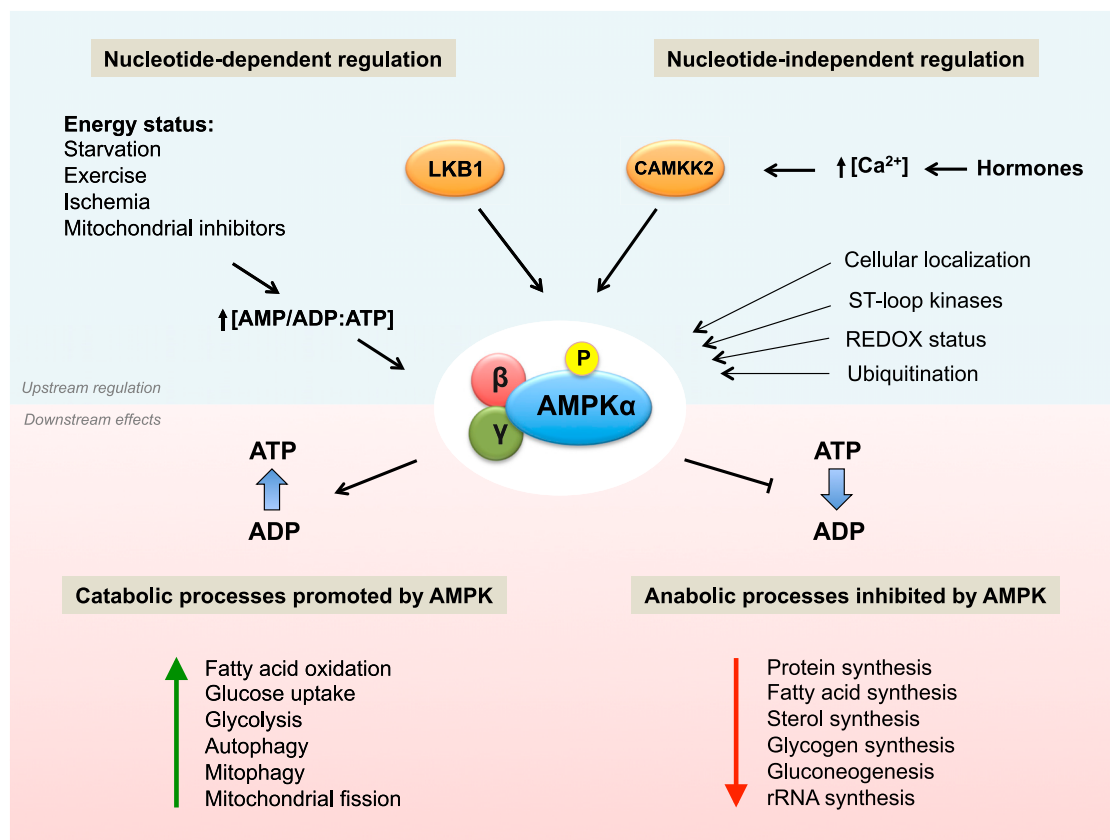 Nucleotide-dependent regulation
Nucleotide-independent regulation
Energy status:
Starvation
Exercise
Ischemia
Mitochondrial inhibitors
LKB1
CAMKK2
[Ca²⁺]
Hormones
[AMP/ADP:ATP]
Cellular localization
ST-loop kinases
REDOX status
Ubiquitination
P
β
AMPKα
γ
Upstream regulation
Downstream effects
ATP
ADP
ATP
ADP
Catabolic processes promoted by AMPK
Anabolic processes inhibited by AMPK
Fatty acid oxidation
Glucose uptake
Glycolysis
Autophagy
Mitophagy
Mitochondrial fission
Protein synthesis
Fatty acid synthesis
Sterol synthesis
Glycogen synthesis
Gluconeogenesis
rRNA synthesis